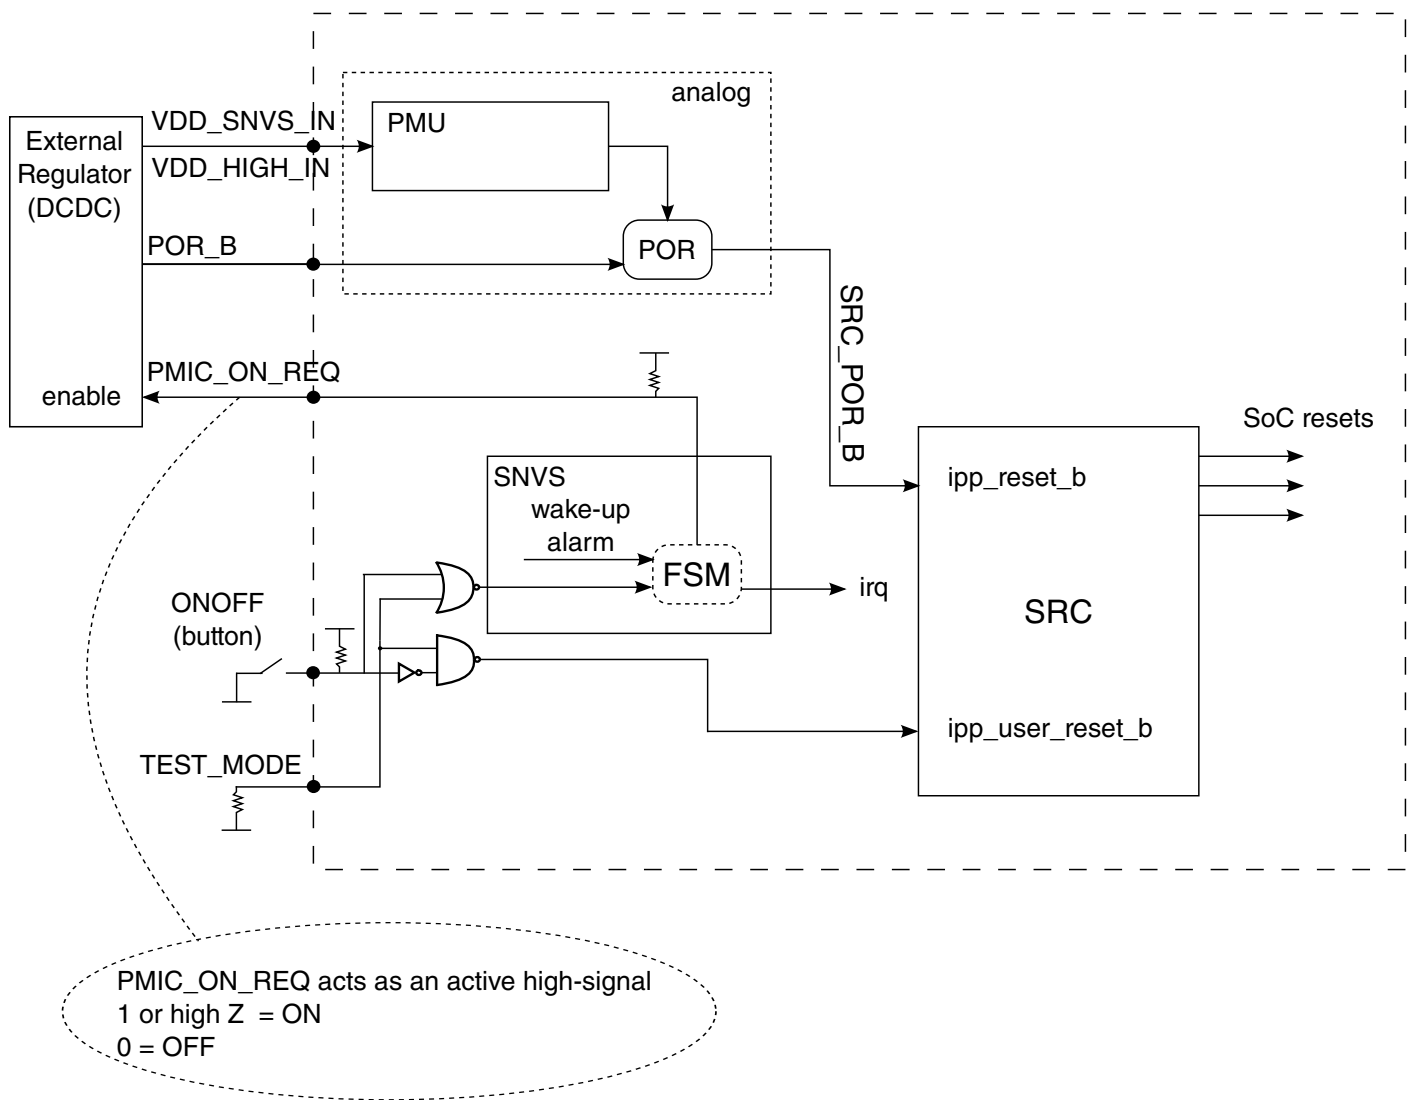 analog
External
Regulator
(DCDC)
VDD_SNVS_IN
VDD_HIGH_IN
PMU
POR_B
POR
SRC_POR_B
PMIC_ON_REQ
enable
SoC resets
SNVS
wake-up
alarm
FSM
irq
ipp_reset_b
SRC
ipp_user_reset_b
ONOFF
(button)
TEST_MODE
PMIC_ON_REQ acts as an active high-signal
1 or high Z = ON
0 = OFF